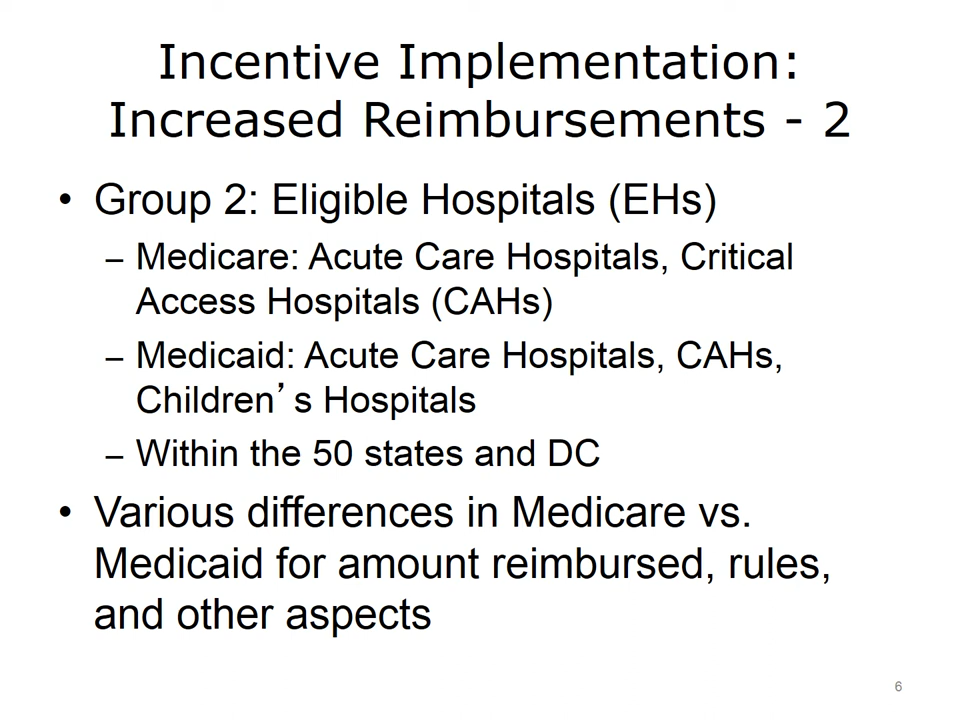 Incentive Implementation:
Increased Reimbursements - 2
• Group 2: Eligible Hospitals (EHs)
– Medicare: Acute Care Hospitals, Critical
Access Hospitals (CAHs)
– Medicaid: Acute Care Hospitals, CAHs,
Children’s Hospitals
– Within the 50 states and DC
• Various differences in Medicare vs.
Medicaid for amount reimbursed, rules,
and other aspects
6